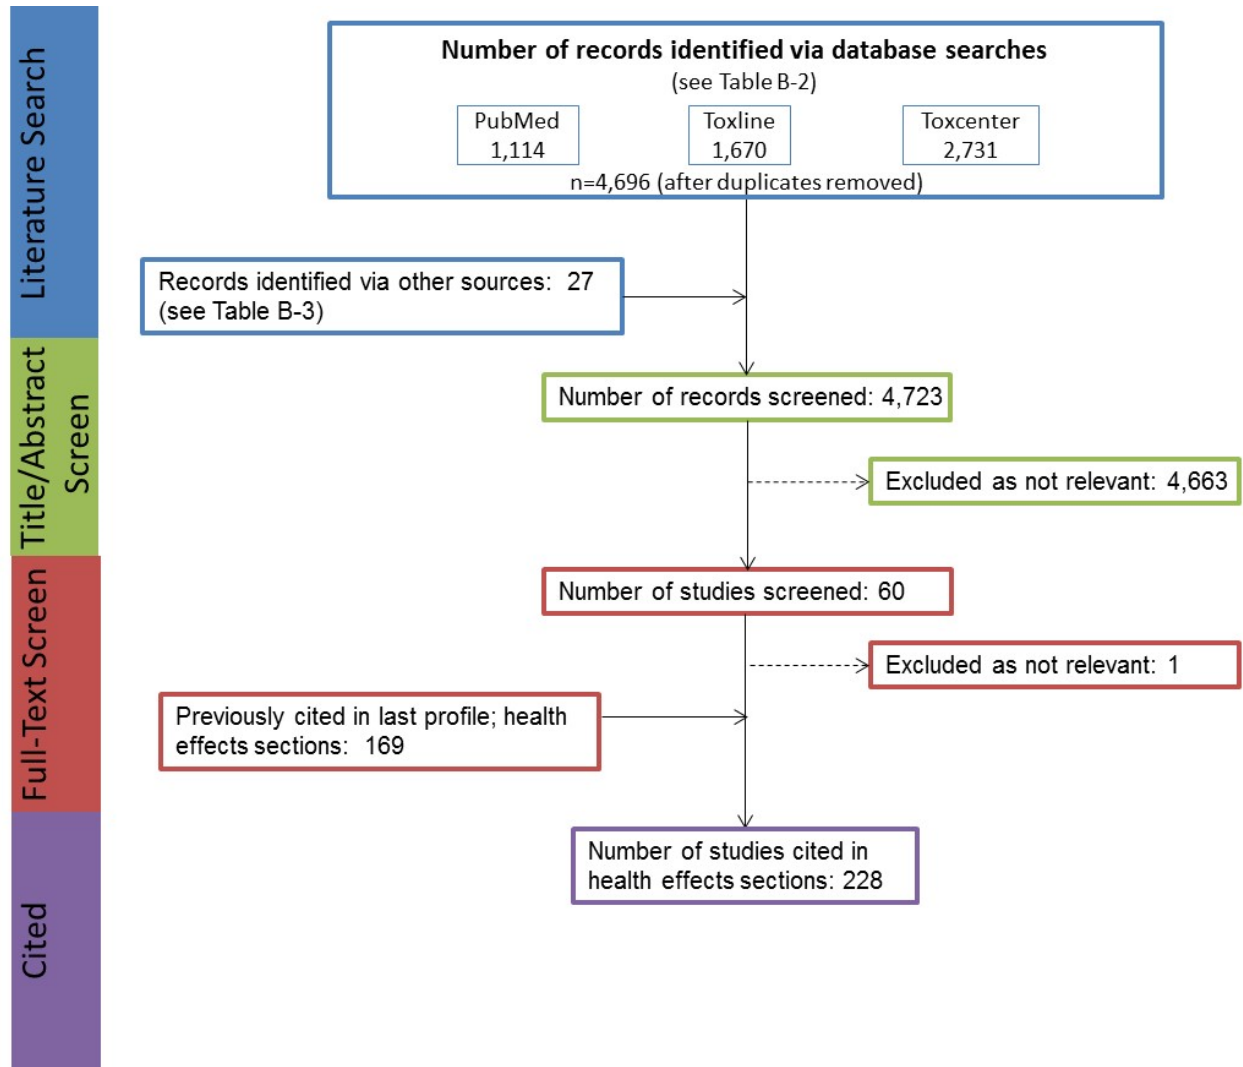 Literature Search
Number of records identified via database searches
(see Table B-2)
PubMed
1,114
Toxline
1,670
Toxcenter
2,731
n=4,696 (after duplicates removed)
Records identified via other sources: 27
(see Table B-3)
Title/Abstract
Screen
Number of records screened: 4,723
Excluded as not relevant: 4,663
Full-Text Screen
Number of studies screened: 60
Excluded as not relevant: 1
Previously cited in last profile; health
effects sections: 169
Cited
Number of studies cited in
health effects sections: 228